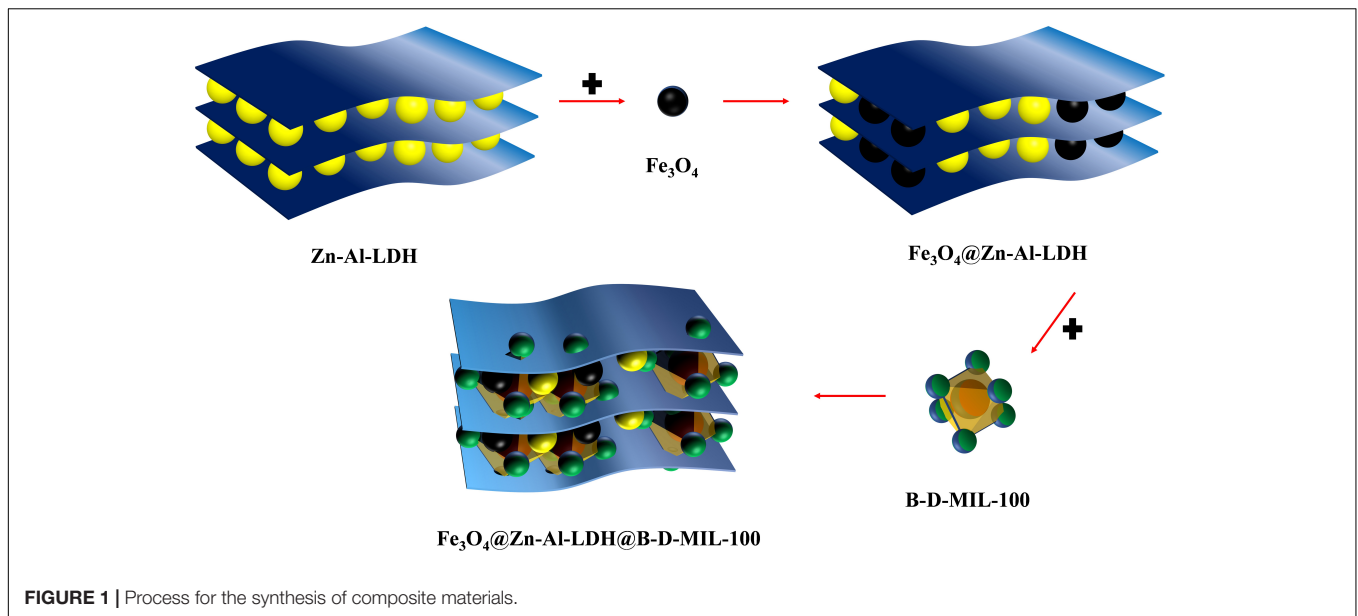 Fe₃O₄
Zn-Al-LDH
Fe₃O₄@Zn-Al-LDH
B-D-MIL-100
Fe₃O₄@Zn-Al-LDH@B-D-MIL-100
FIGURE 1 | Process for the synthesis of composite materials.